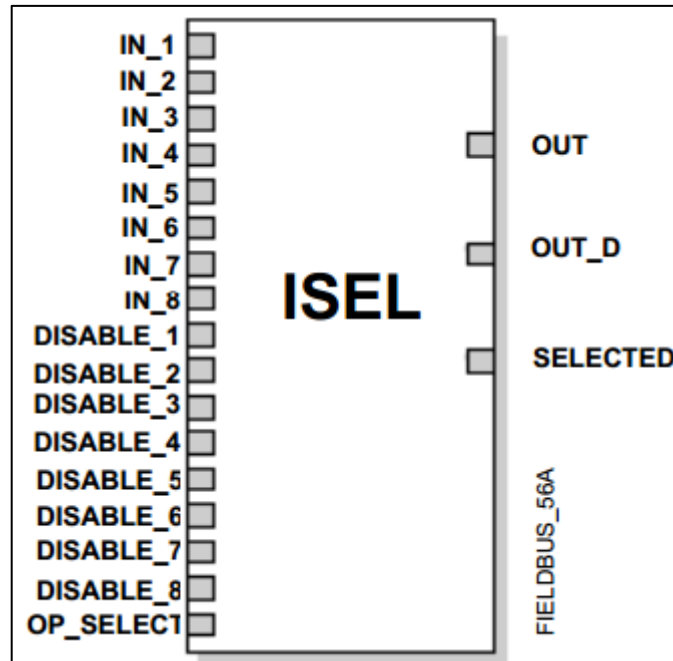 IN_1
IN_2
IN_3
IN_4
IN_5
IN_6
IN_7
IN_8
DISABLE_1
DISABLE_2
DISABLE_3
DISABLE_4
DISABLE_5
DISABLE_6
DISABLE_7
DISABLE_8
OP_SELECT
ISEL
OUT
OUT_D
SELECTED
FIELDBUS_56A